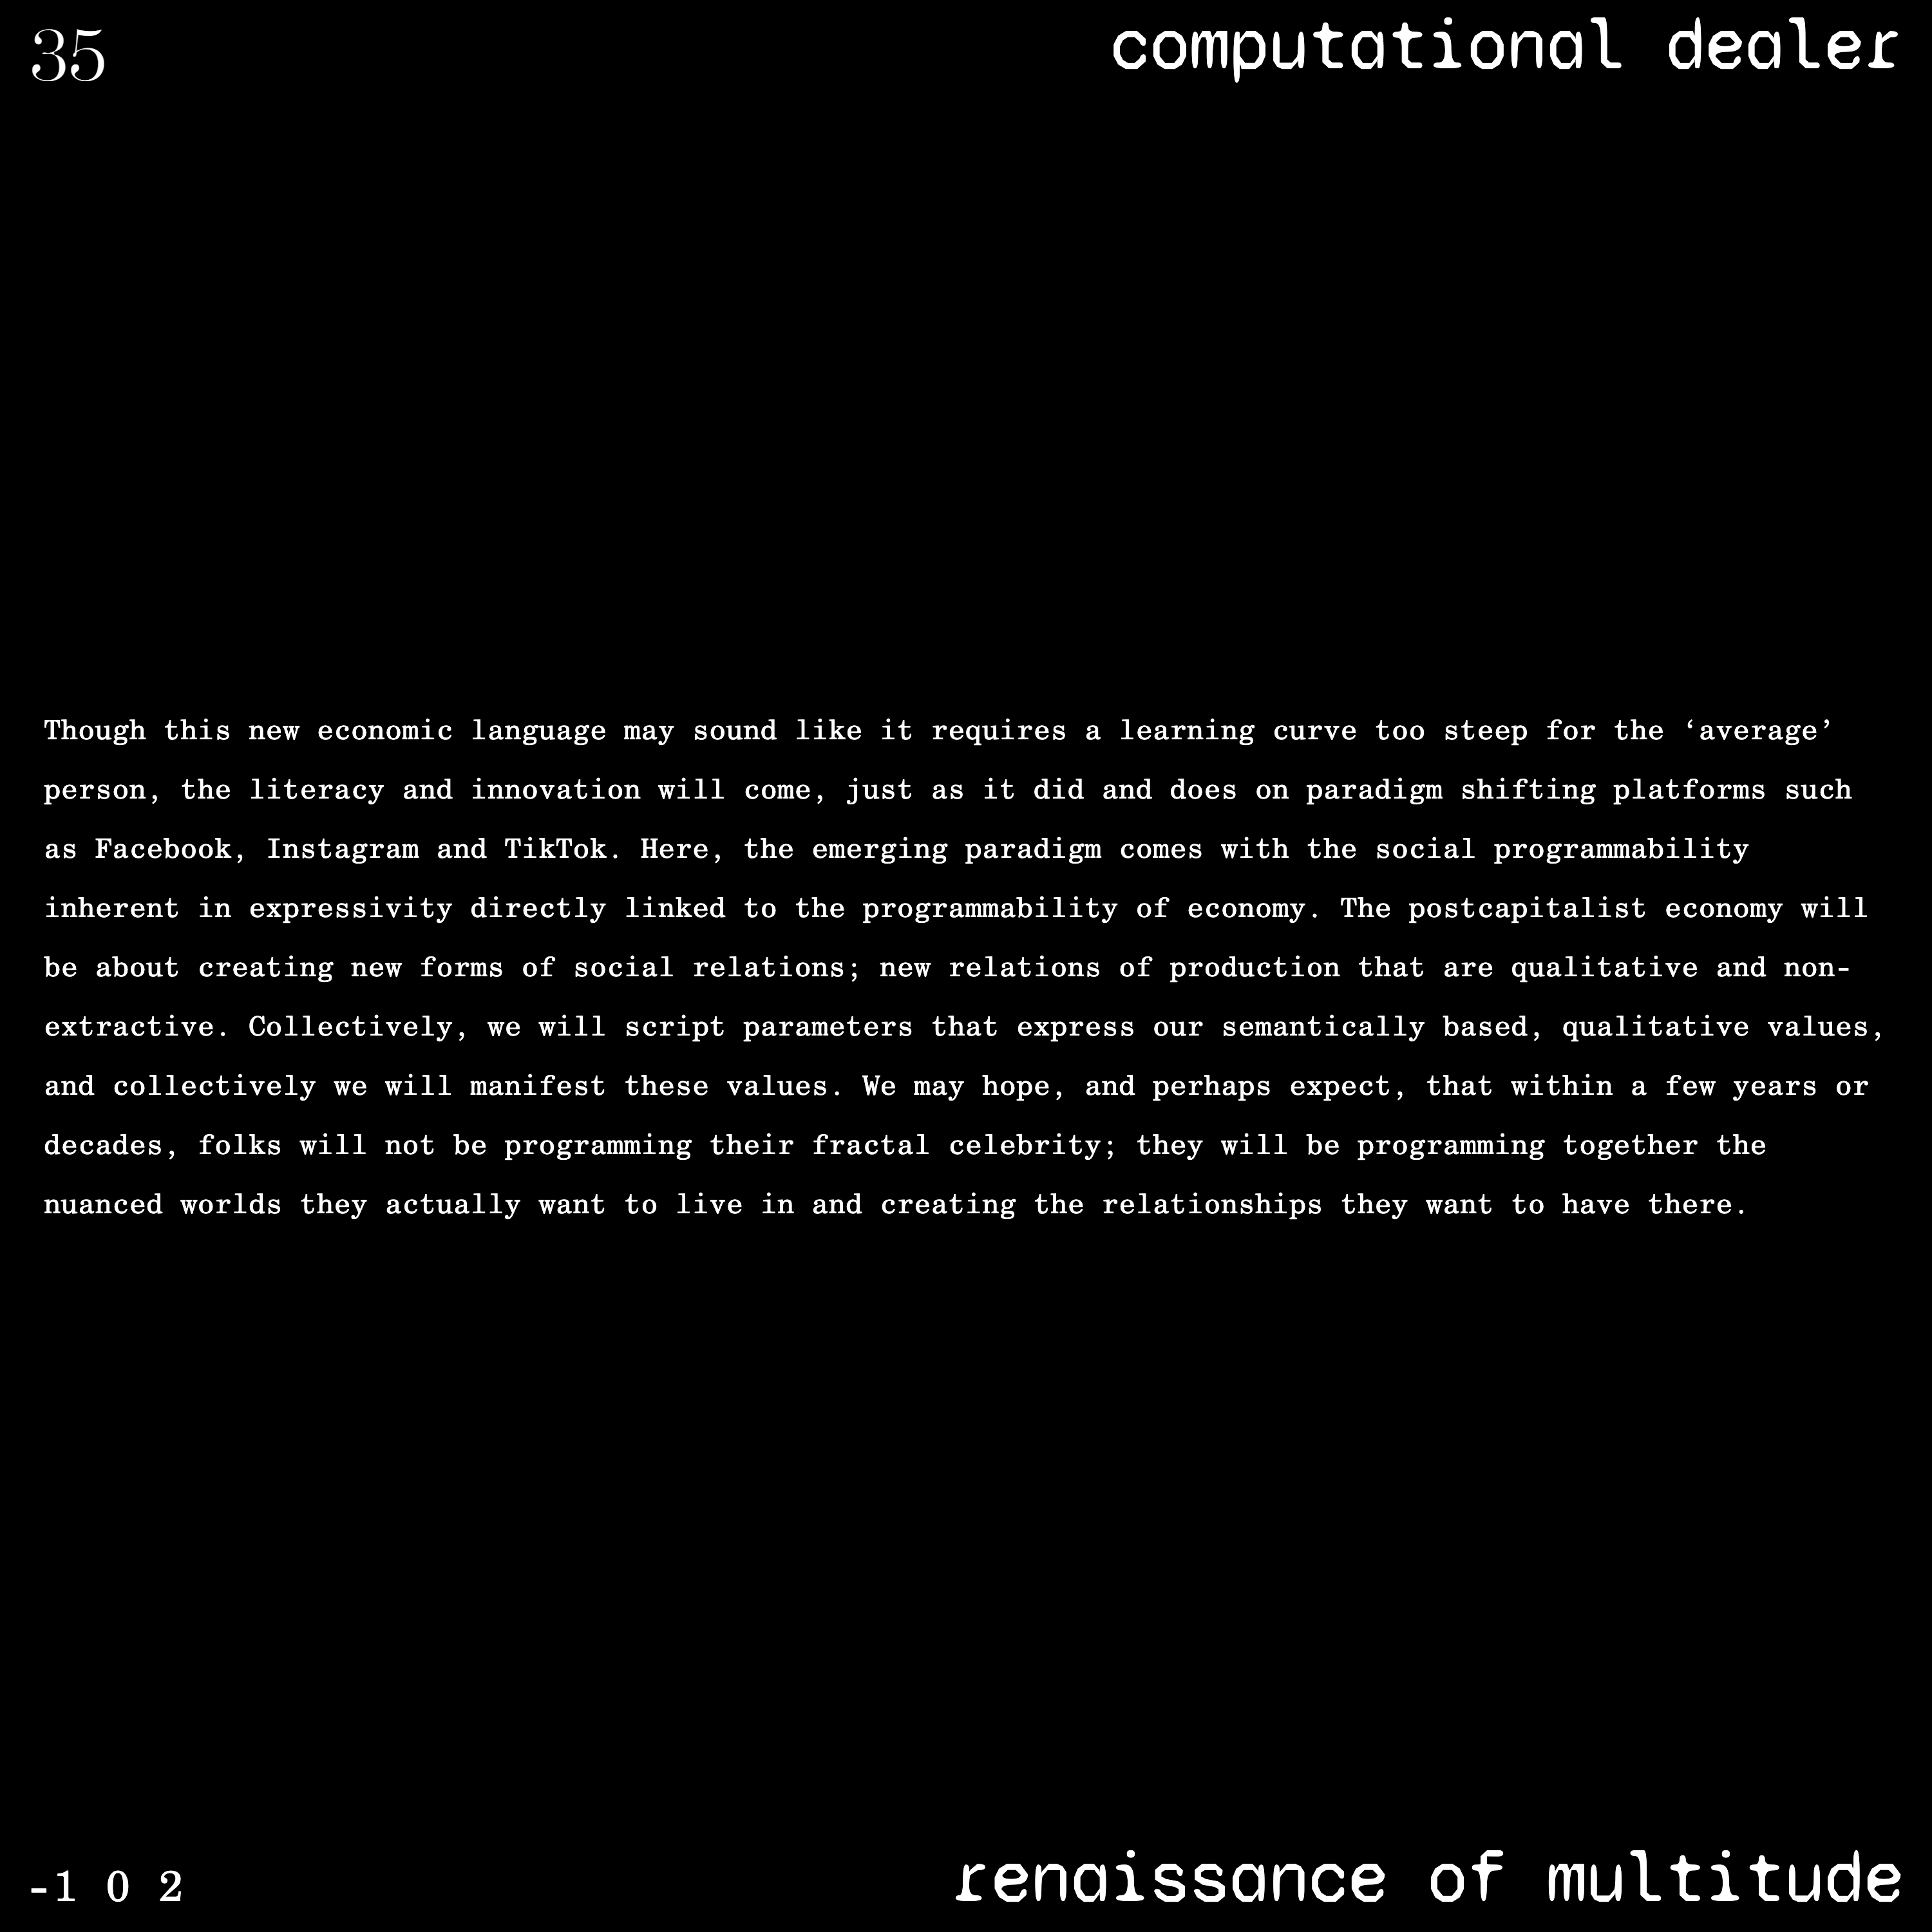 35
computational dealer
Though this new economic language may sound like it requires a learning curve too steep for the ‘average’
person, the literacy and innovation will come, just as it did and does on paradigm shifting platforms such
as Facebook, Instagram and TikTok. Here, the emerging paradigm comes with the social programmability
inherent in expressivity directly linked to the programmability of economy. The postcapitalist economy will
be about creating new forms of social relations; new relations of production that are qualitative and non-
extractive. Collectively, we will script parameters that express our semantically based, qualitative values,
and collectively we will manifest these values. We may hope, and perhaps expect, that within a few years or
decades, folks will not be programming their fractal celebrity; they will be programming together the
nuanced worlds they actually want to live in and creating the relationships they want to have there.
-1 0 2
renaissance of multitude